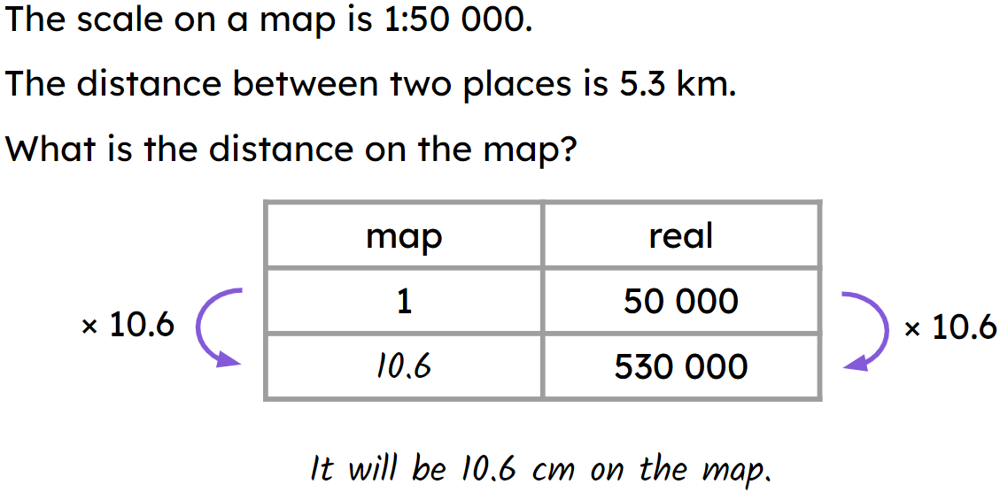 The scale on a map is 1:50 000.
The distance between two places is 5.3 km.
What is the distance on the map?
map real
1 50 000
× 10.6 × 10.6
10.6 530 000
It will be 10.6 cm on the map.